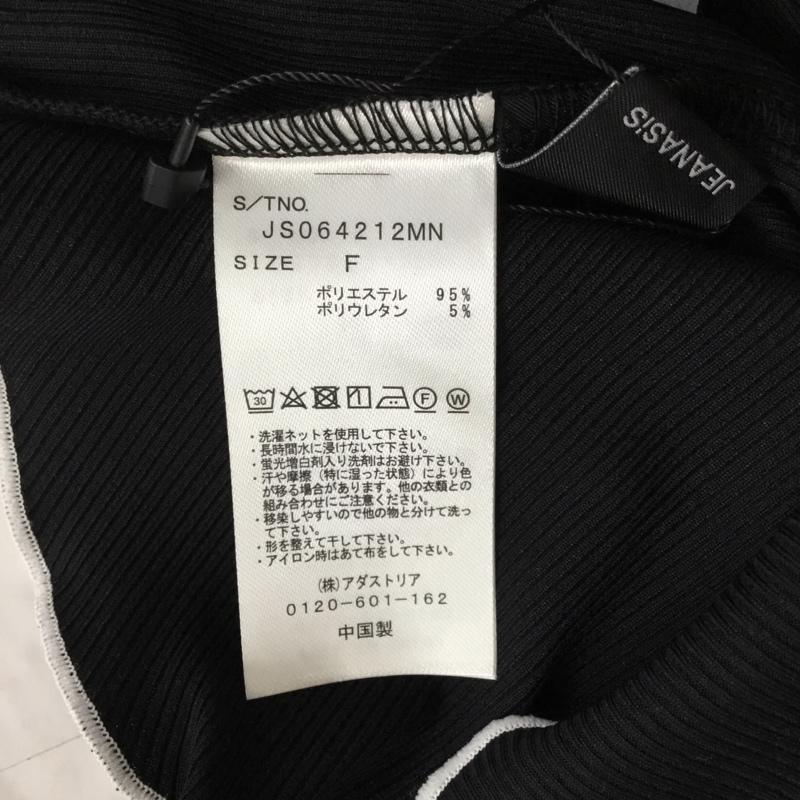 JEANASiS
S/TNO.
JS064212MN
SIZE F
ポリエステル 95%
ポリウレタン 5%
30 F W
・洗濯ネットを使用して下さい。
・長時間水に浸けないで下さい。
・蛍光増白剤入り洗剤はお避け下さい。
・汗や摩擦（特に湿った状態）により色
が移る場合があります。他の衣類との
組み合わせにご注意ください。
・移染しやすいので他の物と分けて洗っ
て下さい。
・形を整えて干して下さい。
・アイロン時はあて布をして下さい。
(株)アダストリア
0120-601-162
中国製